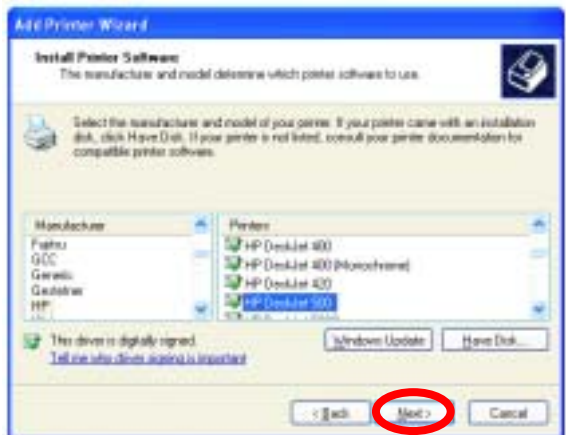 Add Printer Wizard
Install Printer Software
The manufacturer and model determine which printer software to use.
Select the manufacturer and model of your printer. If your printer came with an installation
disk, click Have Disk. If your printer is not listed, consult your printer documentation for
compatible printer software.
Manufacturer
Printers
Fujitsu
GCC
Generic
Gestetner
HP
HP DeskJet 400
HP DeskJet 400 (Monochrome)
HP DeskJet 420
HP DeskJet 500
This driver is digitally signed.
Tell me why driver signing is important
Windows Update
Have Disk...
< Back
Next >
Cancel